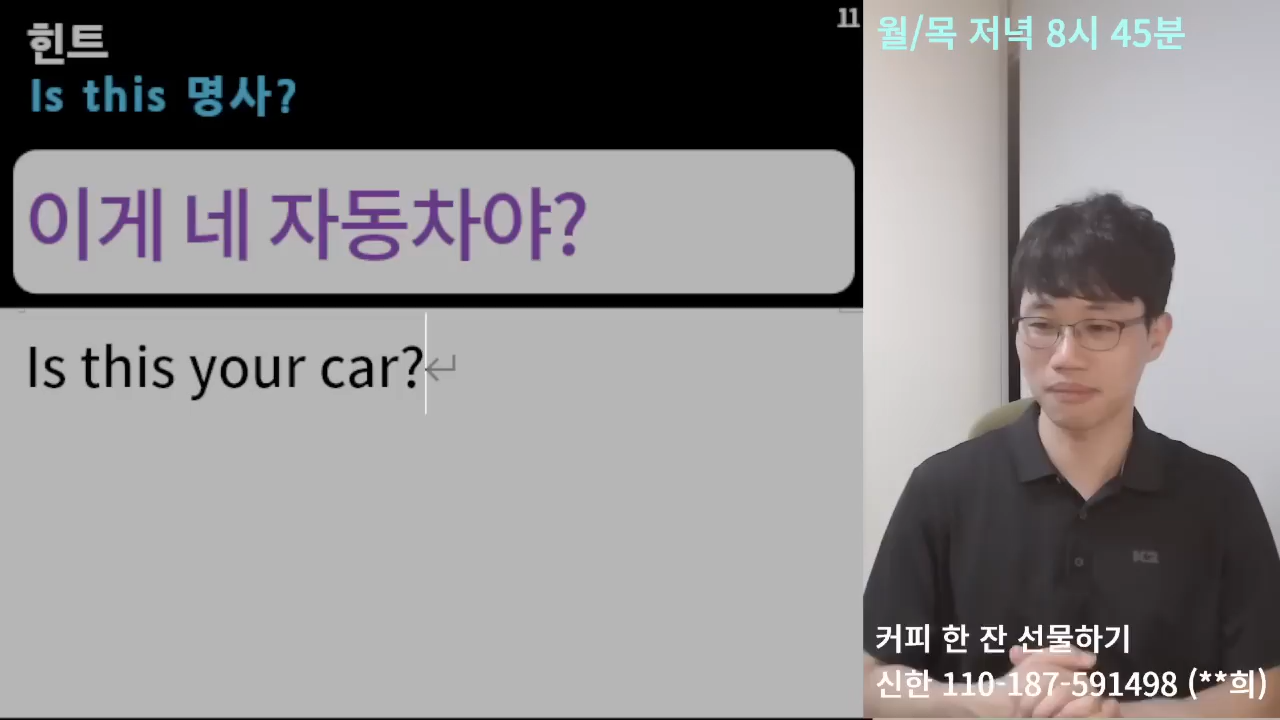 힌트
11
Is this 명사?
이게 네 자동차야?
Is this your car?
월/목 저녁 8시 45분
K2
커피 한 잔 선물하기
신한 110-187-591498 (**희)